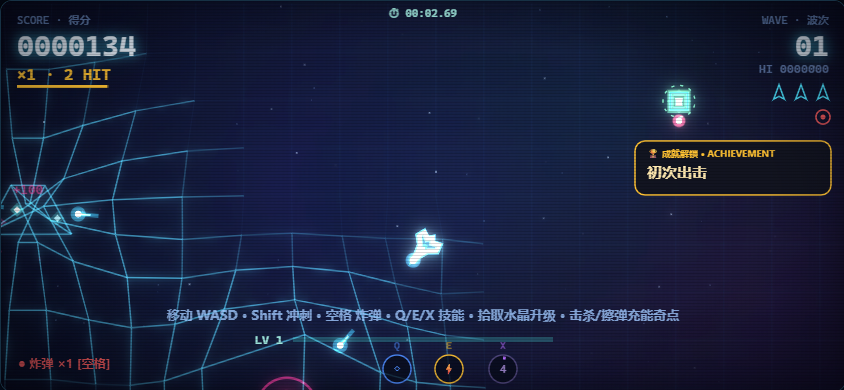 SCORE · 得分
0000134
×1 · 2 HIT
00:02.69
WAVE · 波次
01
HI 0000000
成就解锁 • ACHIEVEMENT
初次出击
+100
移动 WASD • Shift 冲刺 • 空格 炸弹 • Q/E/X 技能 • 拾取水晶升级 • 击杀/擦弹充能奇点
LV 1
Q
E
X
4
炸弹 ×1 [空格]